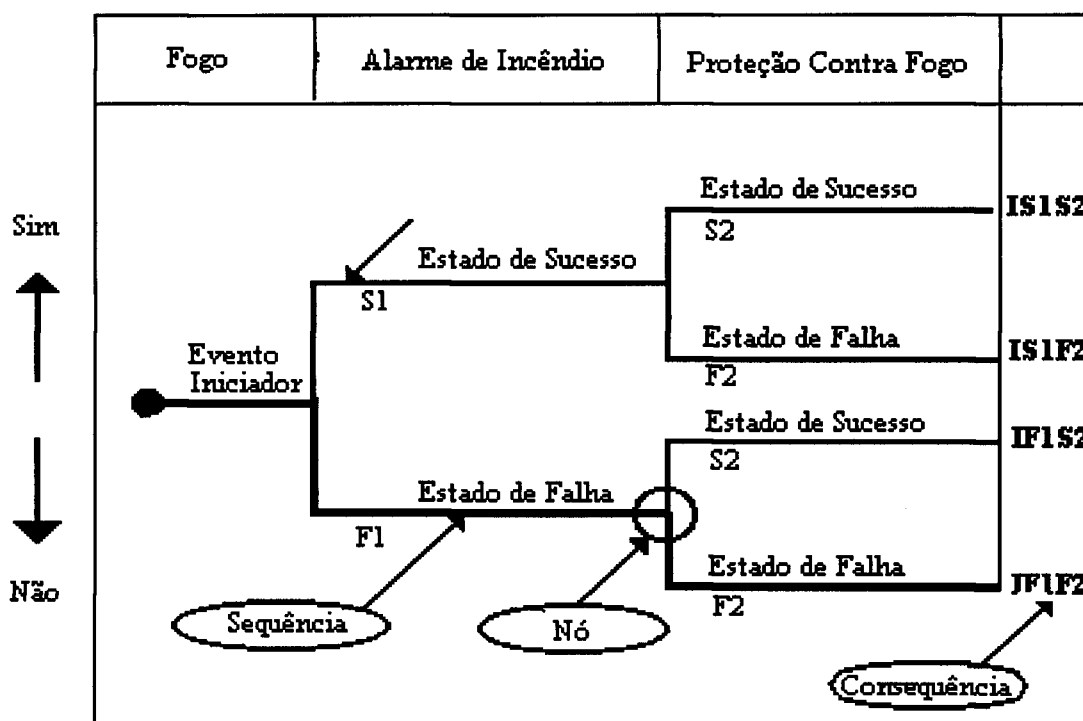 Fogo
Alarme de Incêndio
Proteção Contra Fogo
Estado de Sucesso
IS1S2
S2
Sim
Estado de Sucesso
S1
Estado de Falha
IS1F2
F2
Evento
Iniciador
Estado de Sucesso
IF1S2
S2
Estado de Falha
F1
Estado de Falha
IF1F2
F2
Não
Sequência
Nó
Consequência